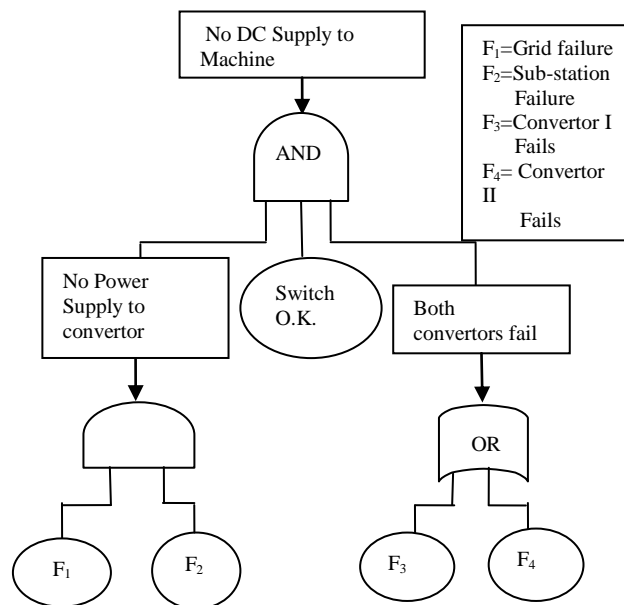 No DC Supply to
Machine
F₁=Grid failure
F₂=Sub-station
Failure
F₃=Convertor I
Fails
F₄= Convertor
II
Fails
AND
No Power
Supply to
convertor
Switch
O.K.
Both
convertors fail
OR
F₁
F₂
F₃
F₄